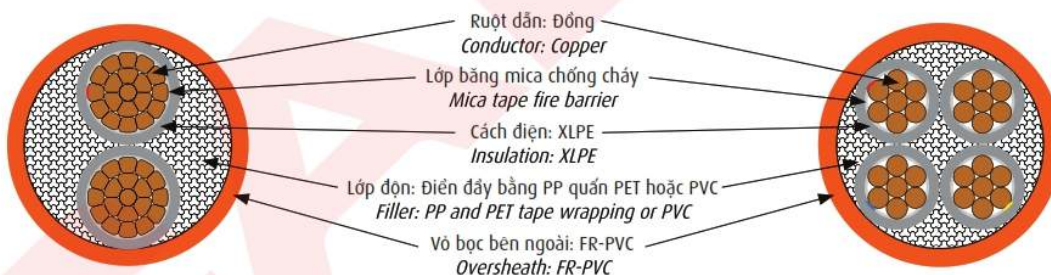 Ruột dẫn: Đồng
Conductor: Copper
Lớp băng mica chống cháy
Mica tape fire barrier
Cách điện: XLPE
Insulation: XLPE
Lớp độn: Điền đầy bằng PP quấn PET hoặc PVC
Filler: PP and PET tape wrapping or PVC
Vỏ bọc bên ngoài: FR-PVC
Oversheath: FR-PVC